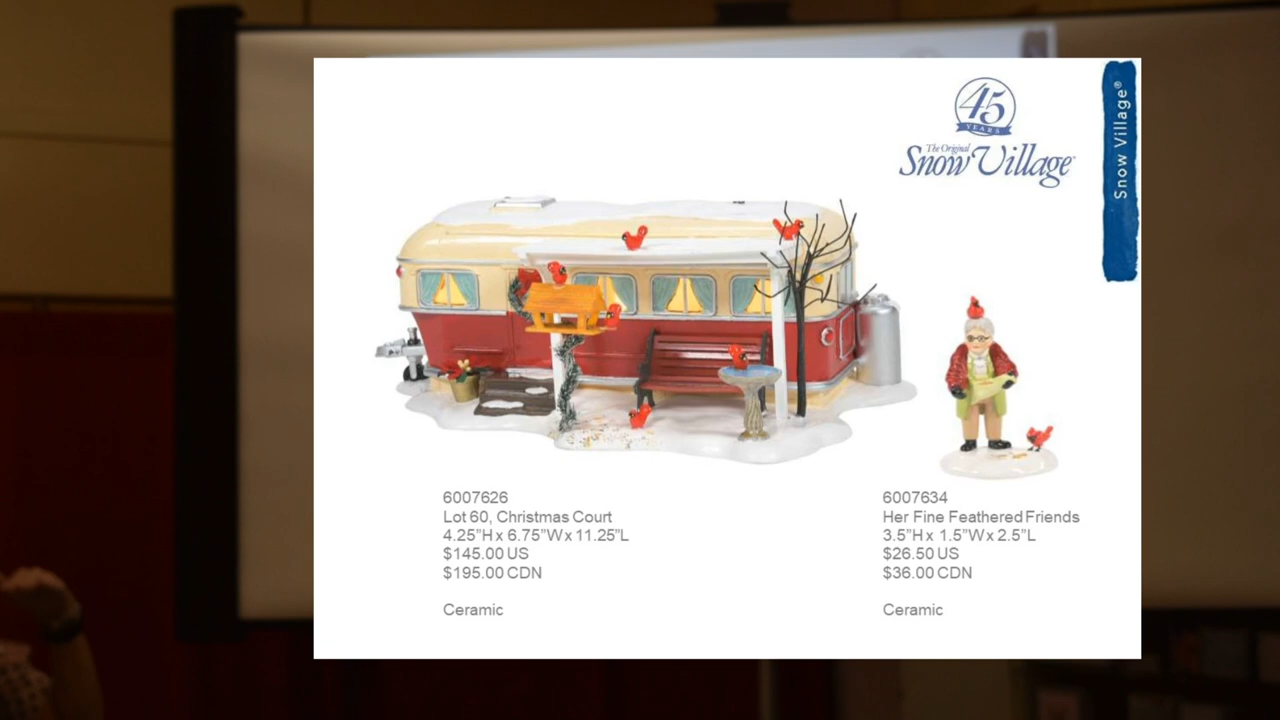 45
YEARS
The Original
Snow Village
Snow Village®
6007626
Lot 60, Christmas Court
4.25”H x 6.75”W x 11.25”L
$145.00 US
$195.00 CDN
Ceramic
6007634
Her Fine Feathered Friends
3.5”H x 1.5”W x 2.5”L
$26.50 US
$36.00 CDN
Ceramic